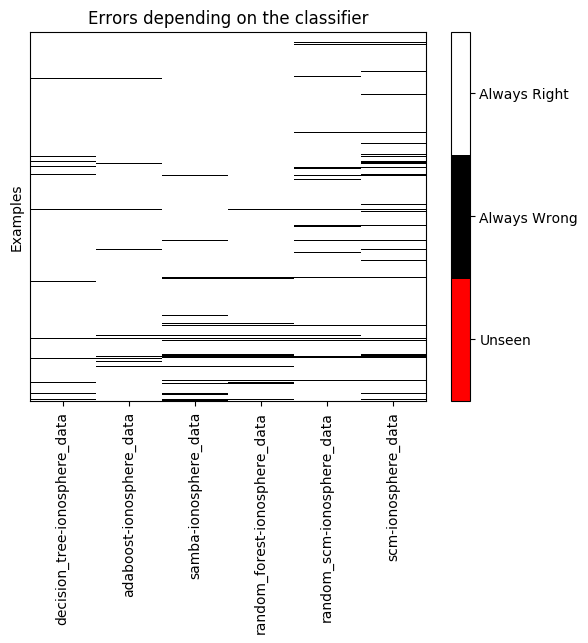 Errors depending on the classifier
Examples
Always Right
Always Wrong
Unseen
decision_tree-ionosphere_data
adaboost-ionosphere_data
samba-ionosphere_data
random_forest-ionosphere_data
random_scm-ionosphere_data
scm-ionosphere_data